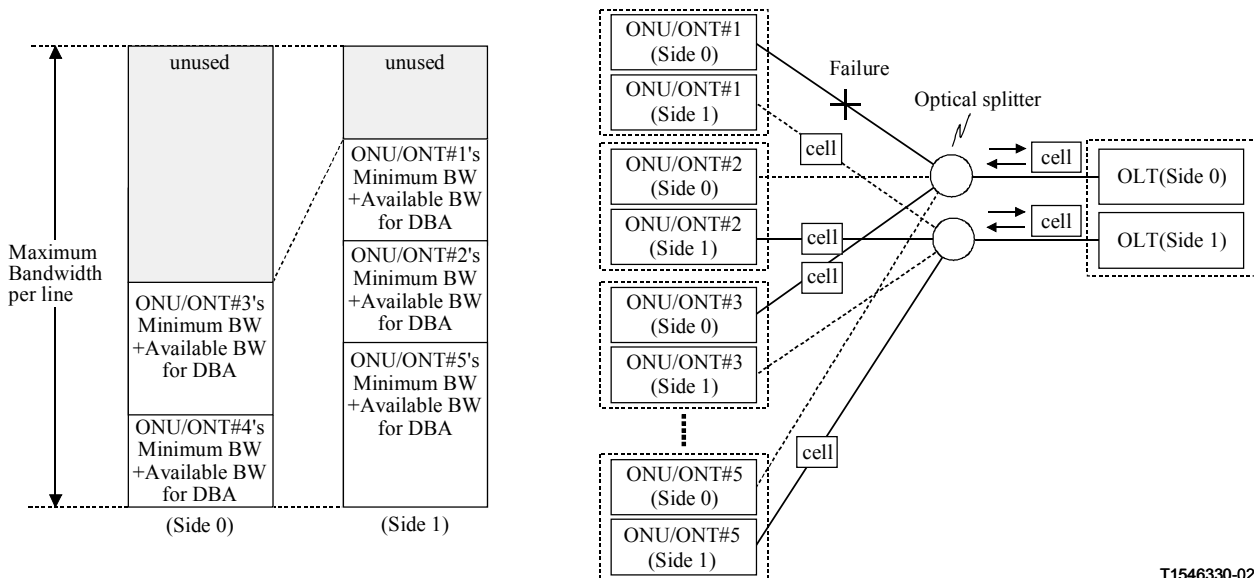 unused
unused
Maximum
Bandwidth
per line
ONU/ONT#3's
Minimum BW
+Available BW
for DBA
ONU/ONT#4's
Minimum BW
+Available BW
for DBA
(Side 0)
ONU/ONT#1's
Minimum BW
+Available BW
for DBA
ONU/ONT#2's
Minimum BW
+Available BW
for DBA
ONU/ONT#5's
Minimum BW
+Available BW
for DBA
(Side 1)
ONU/ONT#1
(Side 0)
ONU/ONT#1
(Side 1)
ONU/ONT#2
(Side 0)
ONU/ONT#2
(Side 1)
ONU/ONT#3
(Side 0)
ONU/ONT#3
(Side 1)
ONU/ONT#5
(Side 0)
ONU/ONT#5
(Side 1)
Failure
Optical splitter
cell
cell
cell
cell
cell
cell
OLT(Side 0)
OLT(Side 1)
T1546330-02